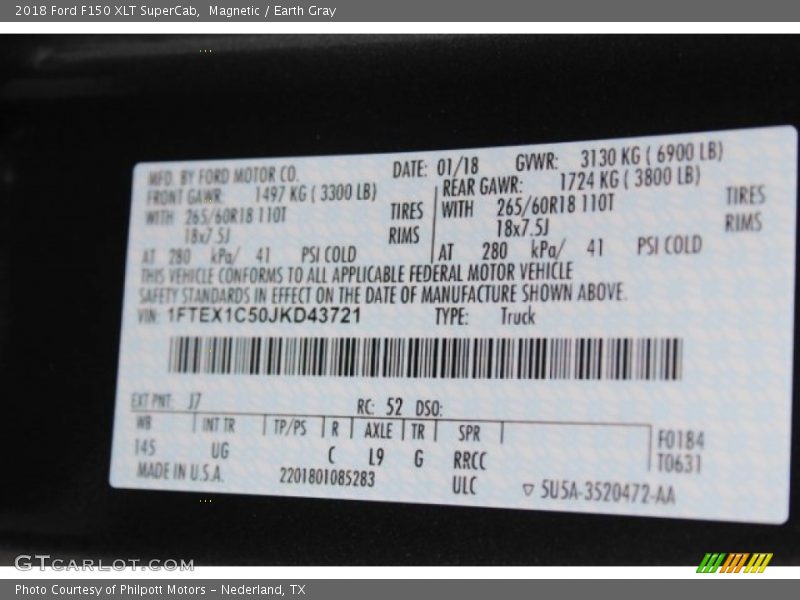 2018 Ford F150 XLT SuperCab,  Magnetic / Earth Gray
MFD. BY FORD MOTOR CO.
DATE: 01/18 GVWR: 3130 KG ( 6900 LB)
FRONT GAWR: 1497 KG ( 3300 LB)
REAR GAWR: 1724 KG ( 3800 LB)
WITH 265/60R18 110T TIRES
WITH 265/60R18 110T TIRES
18x7.5J RIMS
18x7.5J RIMS
AT 280 kPa/ 41 PSI COLD
AT 280 kPa/ 41 PSI COLD
THIS VEHICLE CONFORMS TO ALL APPLICABLE FEDERAL MOTOR VEHICLE
SAFETY STANDARDS IN EFFECT ON THE DATE OF MANUFACTURE SHOWN ABOVE.
VIN: 1FTEX1C50JKD43721 TYPE: Truck
EXT PNT: J7 RC: 52 DSO:
WB INT TR TP/PS R AXLE TR SPR
145 UG C L9 G RRCC
F0184
T0631
MADE IN U.S.A. 2201801085283 ULC ▽ 5U5A-3520472-AA
GTCARLOT.COM
Photo Courtesy of Philpott Motors - Nederland, TX